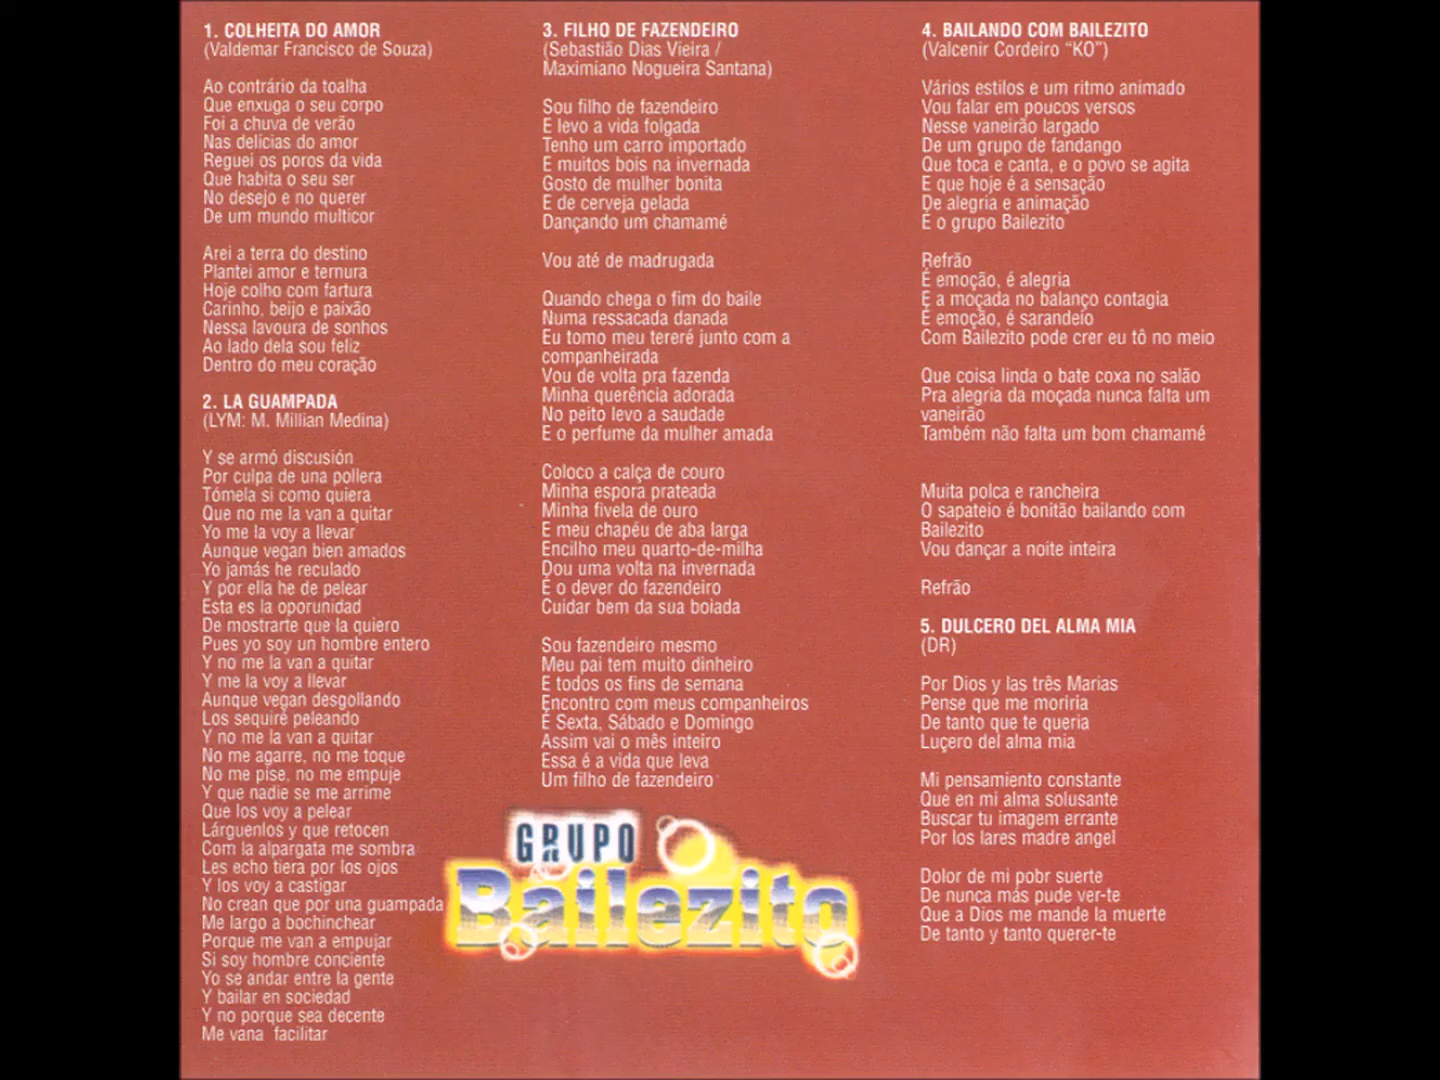 1. COLHEITA DO AMOR
(Valdemar Francisco de Souza)
Ao contrário da toalha
Que enxuga o seu corpo
Foi a chuva de verão
Nas delícias do amor
Reguei os poros da vida
Que habita o seu ser
No desejo e no querer
De um mundo multicor
Arei a terra do destino
Plantei amor e ternura
Hoje colho com fartura
Carinho, beijo e paixão
Nessa lavoura de sonhos
Ao lado dela sou feliz
Dentro do meu coração
2. LA GUAMPADA
(LYM: M. Millian Medina)
Y se armó discusión
Por culpa de una pollera
Tómela si como quiera
Que no me la van a quitar
Yo me la voy a llevar
Aunque vegan bien amados
Yo jamás he reculado
Y por ella he de pelear
Esta es la oporunidad
De mostrarte que la quiero
Pues yo soy un hombre entero
Y no me la van a quitar
Y me la voy a llevar
Aunque vegan desgollando
Los sequiré peleando
Y no me la van a quitar
No me agarre, no me toque
No me pise, no me empuje
Y que nadie se me arrime
Que los voy a pelear
Lárguenlos y que retocen
Com la alpargata me sombra
Les echo tiera por los ojos
Y los voy a castigar
No crean que por una guampada
Me largo a bochinchear
Porque me van a empujar
Si soy hombre conciente
Yo se andar entre la gente
Y bailar en sociedad
Y no porque sea decente
Me vana facilitar
3. FILHO DE FAZENDEIRO
(Sebastião Dias Vieira /
Maximiano Nogueira Santana)
Sou filho de fazendeiro
E levo a vida folgada
Tenho um carro importado
E muitos bois na invernada
Gosto de mulher bonita
E de cerveja gelada
Dançando um chamamé
Vou até de madrugada
Quando chega o fim do baile
Numa ressacada danada
Eu tomo meu tereré junto com a
companheirada
Vou de volta pra fazenda
Minha querência adorada
No peito levo a saudade
E o perfume da mulher amada
Coloco a calça de couro
Minha espora prateada
Minha fivela de ouro
E meu chapéu de aba larga
Encilho meu quarto-de-milha
Dou uma volta na invernada
É o dever do fazendeiro
Cuidar bem da sua boiada
Sou fazendeiro mesmo
Meu pai tem muito dinheiro
E todos os fins de semana
Encontro com meus companheiros
É Sexta, Sábado e Domingo
Assim vai o mês inteiro
Essa é a vida que leva
Um filho de fazendeiro
GRUPO
Bailezito
4. BAILANDO COM BAILEZITO
(Valcenir Cordeiro "KO")
Vários estilos e um ritmo animado
Vou falar em poucos versos
Nesse vaneirão largado
De um grupo de fandango
Que toca e canta, e o povo se agita
E que hoje é a sensação
De alegria e animação
É o grupo Bailezito
Refrão
É emoção, é alegria
E a moçada no balanço contagia
É emoção, é sarandeio
Com Bailezito pode crer eu tô no meio
Que coisa linda o bate coxa no salão
Pra alegria da moçada nunca falta um
vaneirão
Também não falta um bom chamamé
Muita polca e rancheira
O sapateio é bonitão bailando com
Bailezito
Vou dançar a noite inteira
Refrão
5. DULCERO DEL ALMA MIA
(DR)
Por Dios y las três Marias
Pense que me moriria
De tanto que te queria
Luçero del alma mia
Mi pensamiento constante
Que en mi alma solusante
Buscar tu imagem errante
Por los lares madre angel
Dolor de mi pobr suerte
De nunca más pude ver-te
Que a Dios me mande la muerte
De tanto y tanto querer-te